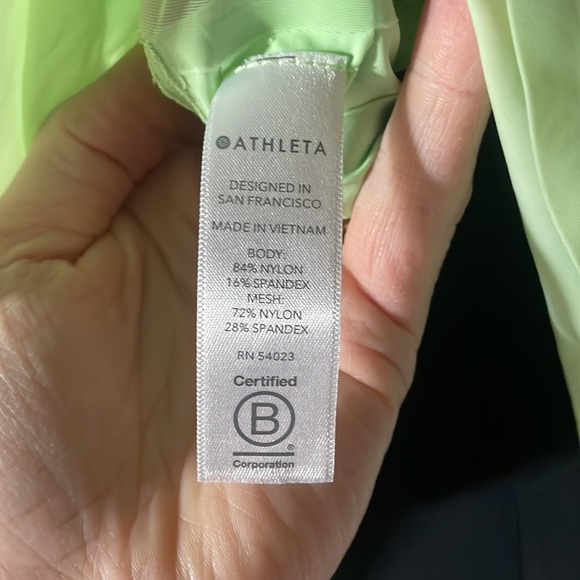 ATHLETA
DESIGNED IN
SAN FRANCISCO
MADE IN VIETNAM
BODY:
84% NYLON
16% SPANDEX
MESH:
72% NYLON
28% SPANDEX
RN 54023
Certified
B
®
Corporation